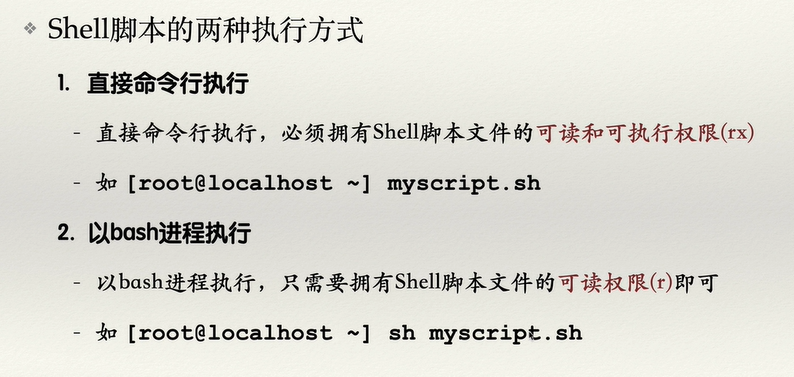 Shell脚本的两种执行方式
1. 直接命令行执行
- 直接命令行执行，必须拥有Shell脚本文件的可读和可执行权限(rx)
- 如 [root@localhost ~] myscript.sh
2. 以bash进程执行
- 以bash进程执行，只需要拥有Shell脚本文件的可读权限(r)即可
- 如 [root@localhost ~] sh myscript.sh